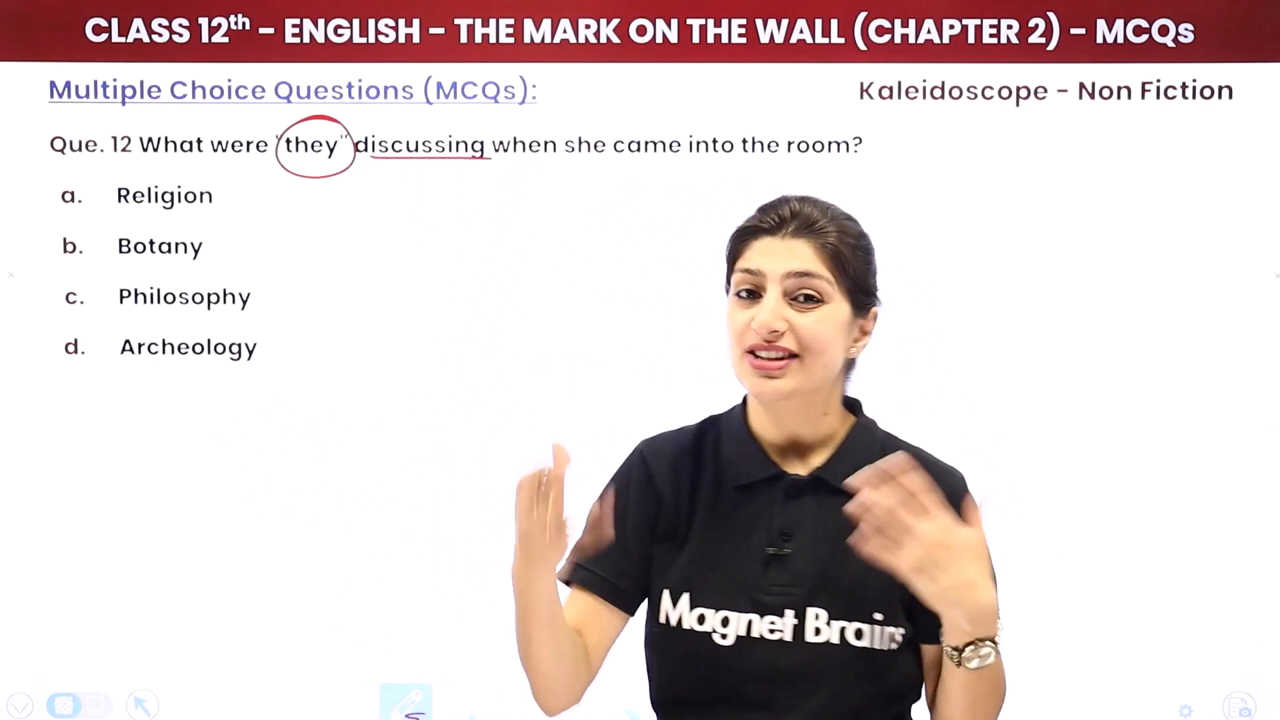 CLASS 12th – ENGLISH – THE MARK ON THE WALL (CHAPTER 2) – MCQs
Multiple Choice Questions (MCQs):
Kaleidoscope - Non Fiction
Que. 12 What were "they" discussing when she came into the room?
a. Religion
b. Botany
c. Philosophy
d. Archeology
Magnet Brains